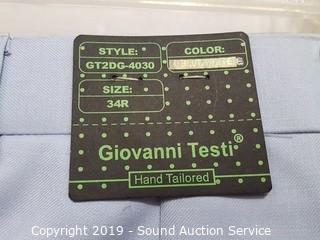 STYLE:
GT2DG-4030
COLOR:
SIZE:
34R
Giovanni Testi®
Hand Tailored
Copyright 2019 - Sound Auction Service